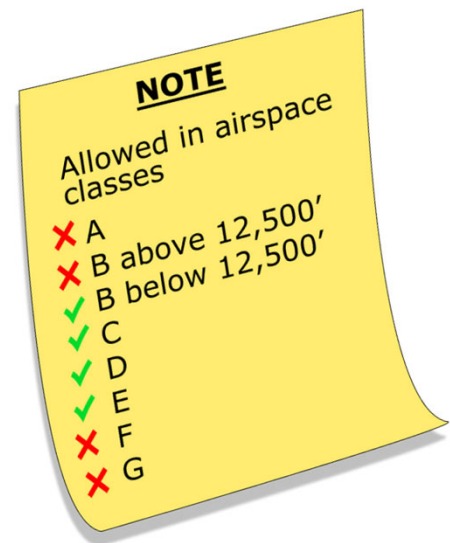 NOTE
Allowed in airspace
classes
❌ A
❌ B above 12,500′
✓ B below 12,500′
✓ C
✓ D
✓ E
❌ F
❌ G